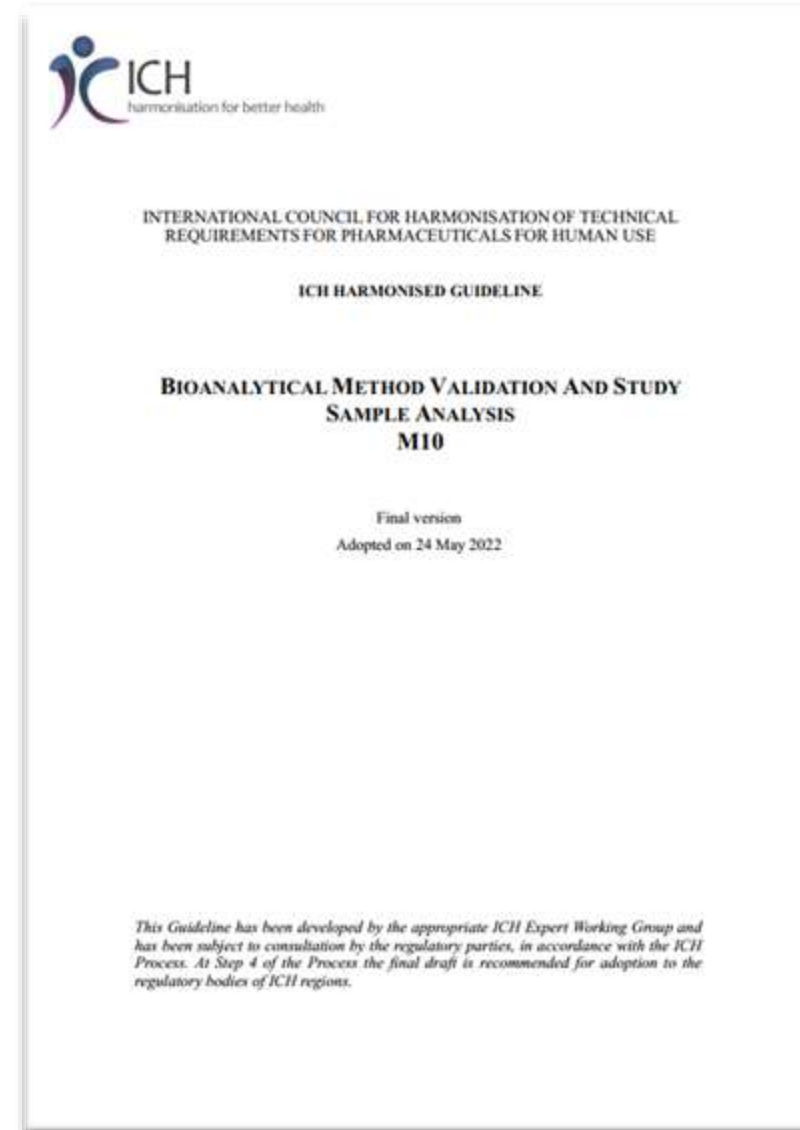 ICH
harmonisation for better health
INTERNATIONAL COUNCIL FOR HARMONISATION OF TECHNICAL
REQUIREMENTS FOR PHARMACEUTICALS FOR HUMAN USE
ICH HARMONISED GUIDELINE
BIOANALYTICAL METHOD VALIDATION AND STUDY
SAMPLE ANALYSIS
M10
Final version
Adopted on 24 May 2022
This Guideline has been developed by the appropriate ICH Expert Working Group and
has been subject to consultation by the regulatory parties, in accordance with the ICH
Process. At Step 4 of the Process the final draft is recommended for adoption to the
regulatory bodies of ICH regions.